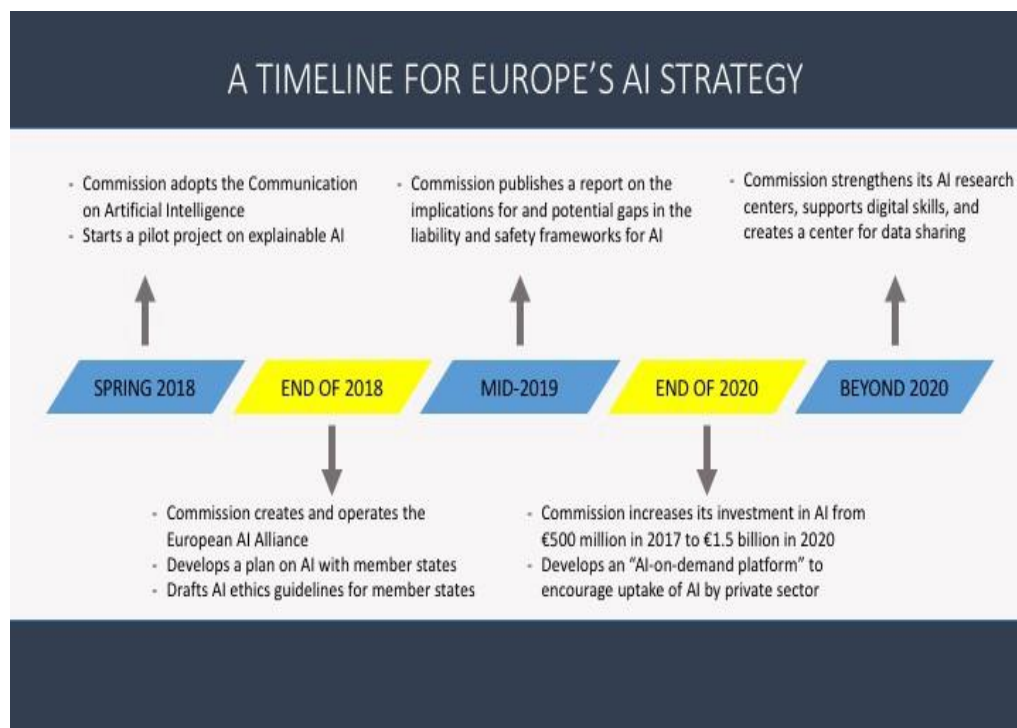 A TIMELINE FOR EUROPE'S AI STRATEGY
- Commission adopts the Communication
on Artificial Intelligence
- Starts a pilot project on explainable AI
- Commission publishes a report on the
implications for and potential gaps in the
liability and safety frameworks for AI
- Commission strengthens its AI research
centers, supports digital skills, and
creates a center for data sharing
SPRING 2018
END OF 2018
MID-2019
END OF 2020
BEYOND 2020
- Commission creates and operates the
European AI Alliance
- Develops a plan on AI with member states
- Drafts AI ethics guidelines for member states
- Commission increases its investment in AI from
€500 million in 2017 to €1.5 billion in 2020
- Develops an “AI-on-demand platform” to
encourage uptake of AI by private sector